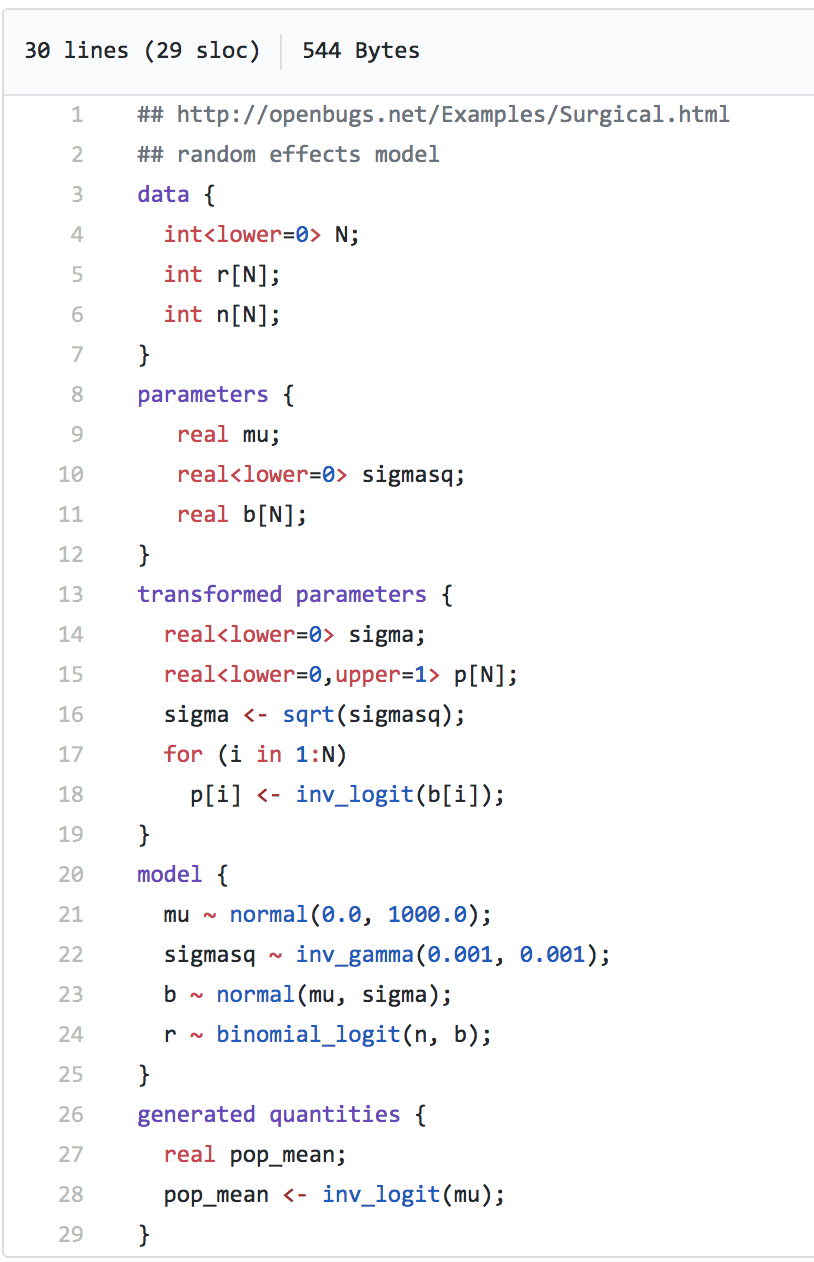 30 lines (29 sloc) 544 Bytes
1 ## http://openbugs.net/Examples/Surgical.html
2 ## random effects model
3 data {
4 int<lower=0> N;
5 int r[N];
6 int n[N];
7 }
8 parameters {
9 real mu;
10 real<lower=0> sigmasq;
11 real b[N];
12 }
13 transformed parameters {
14 real<lower=0> sigma;
15 real<lower=0,upper=1> p[N];
16 sigma <- sqrt(sigmasq);
17 for (i in 1:N)
18 p[i] <- inv_logit(b[i]);
19 }
20 model {
21 mu ~ normal(0.0, 1000.0);
22 sigmasq ~ inv_gamma(0.001, 0.001);
23 b ~ normal(mu, sigma);
24 r ~ binomial_logit(n, b);
25 }
26 generated quantities {
27 real pop_mean;
28 pop_mean <- inv_logit(mu);
29 }